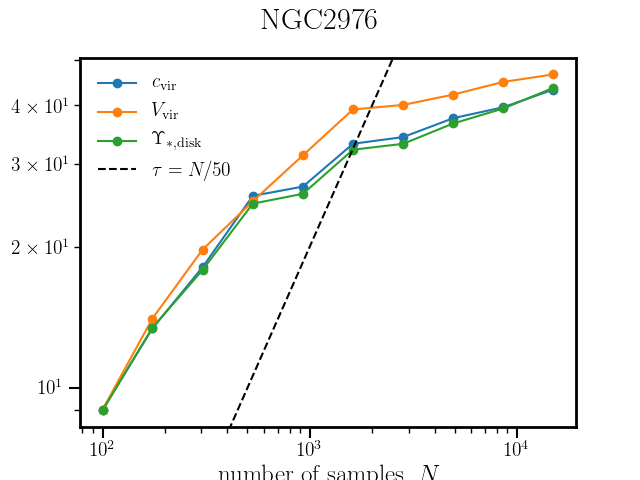 NGC2976
c_vir
V_vir
Υ_*,disk
τ = N/50
4 × 10¹
3 × 10¹
2 × 10¹
10¹
10² 10³ 10⁴
number of samples, N